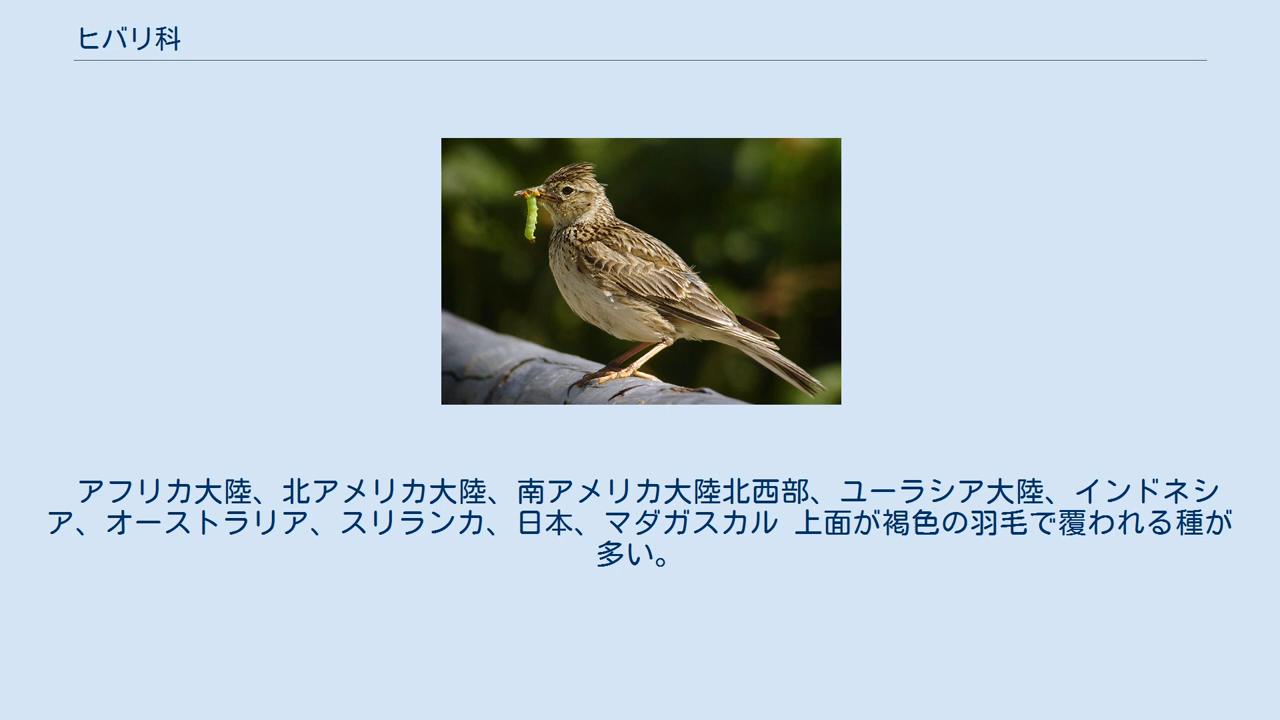 ヒバリ科
アフリカ大陸、北アメリカ大陸、南アメリカ大陸北西部、ユーラシア大陸、インドネシ
ア、オーストラリア、スリランカ、日本、マダガスカル 上面が褐色の羽毛で覆われる種が
多い。